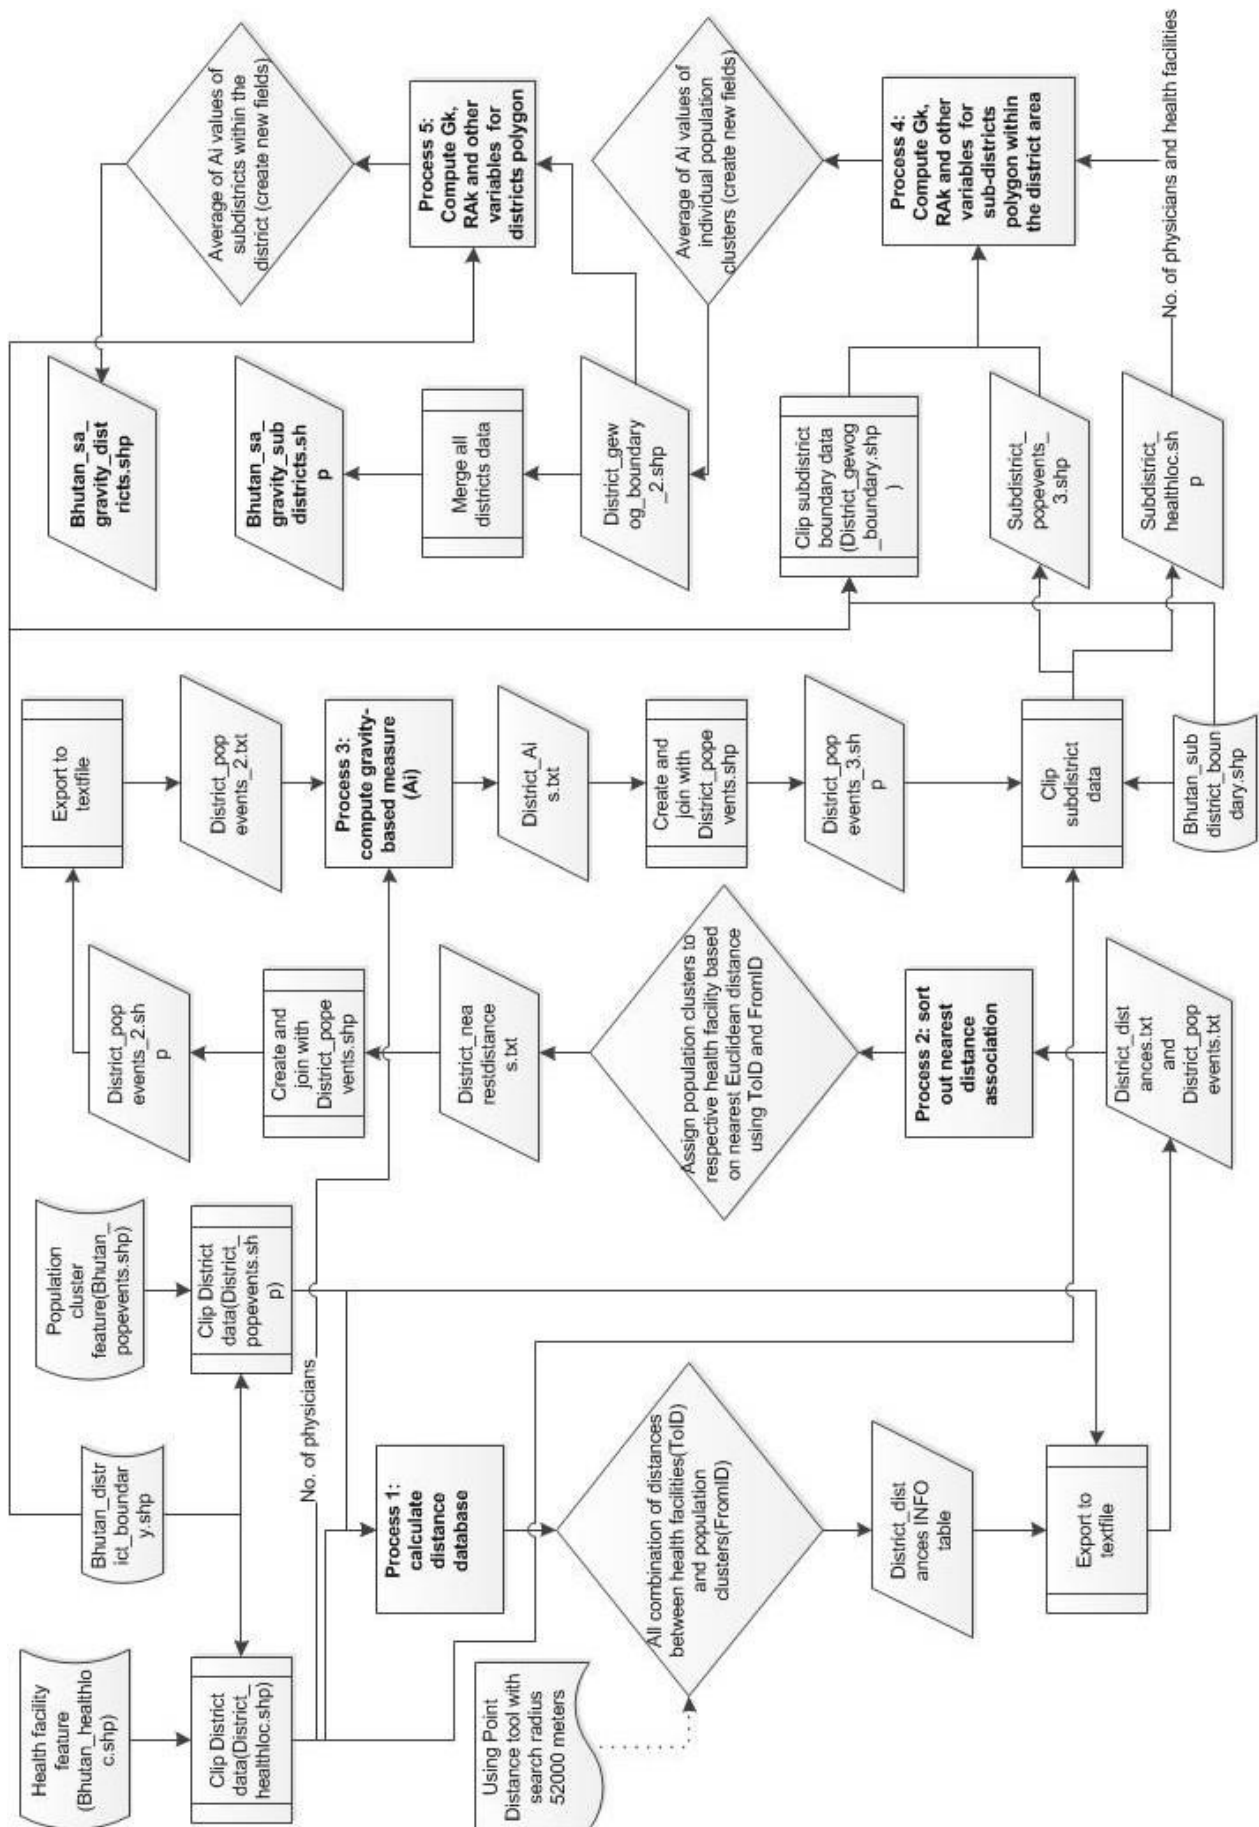 Health facility
feature
(Bhutan_healthlo
c.shp)
Bhutan_distr
ict_boundar
y.shp
Population
cluster
feature(Bhutan_
popevents.shp)
Clip District
data(District_
healthloc.shp)
Clip District
data(District_
popevents.sh
p)
No. of physicians
Process 1:
calculate
distance
database
Using Point
Distance tool with
search radius
52000 meters
All combination of distances
between health facilities(ToID)
and population
clusters(FromID)
District_dist
ances INFO
table
Export to
textfile
District_dist
ances.txt
and
District_pop
events.txt
Process 2: sort
out nearest
distance
association
Assign population clusters to
respective health facility based
on nearest Euclidean distance
using ToID and FromID
District_nea
restdistance
s.txt
Create and
join with
District_pope
vents.shp
District_pop
events_2.sh
p
Export to
textfile
District_pop
events_2.txt
Process 3:
compute gravity-
based measure
(Ai)
District_Ai
s.txt
Create and
join with
District_pope
vents.shp
District_pop
events_3.sh
p
Clip
subdistrict
data
Bhutan_sub
district_boun
dary.shp
Clip subdistrict
boundary data
(District_gewog
_boundary.shp
)
Subdistrict_
popevents_
3.shp
Subdistrict_
healthloc.sh
p
No. of physicians and health facilities
Process 4:
Compute Gk,
RAk and other
variables for
sub-districts
polygon within
the district area
Average of Ai values of
individual population
clusters (create new fields)
District_gew
og_boundary
_2.shp
Merge all
districts data
Bhutan_sa_
gravity_sub
districts.sh
p
Process 5:
Compute Gk,
RAk and other
variables for
districts polygon
Average of Ai values of
subdistricts within the
district (create new fields)
Bhutan_sa_
gravity_dist
ricts.shp